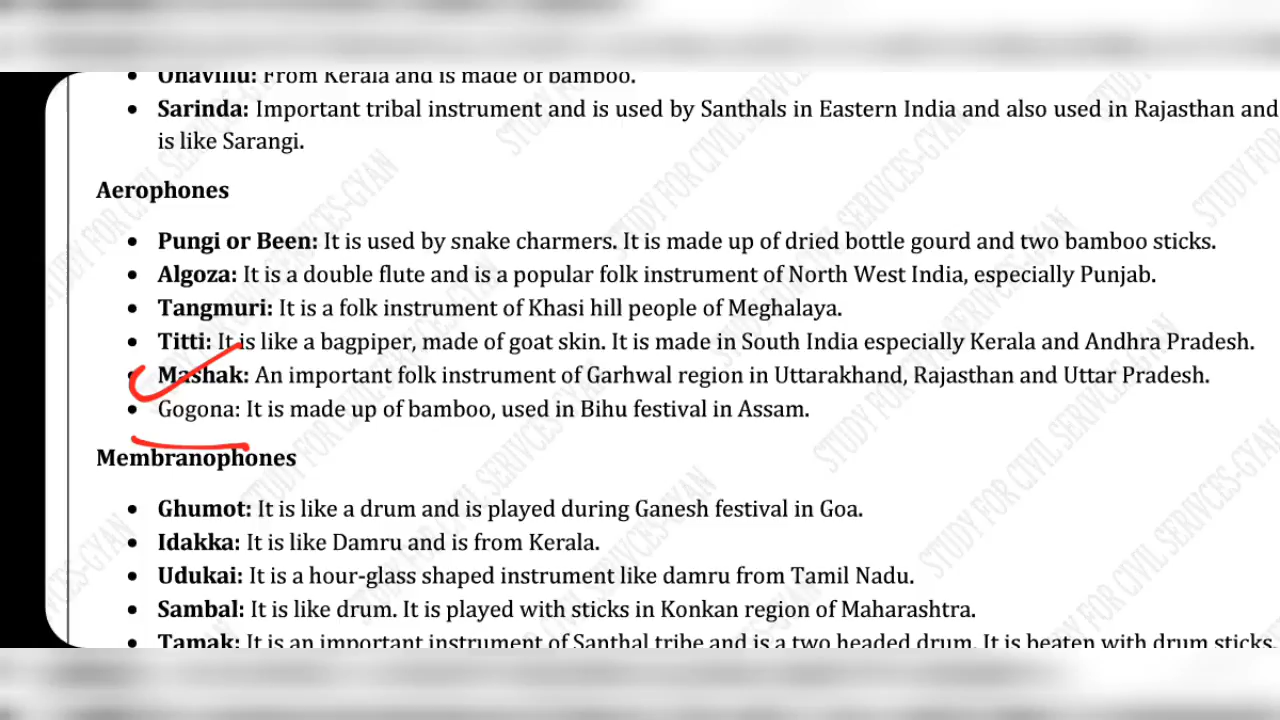 Onavillu: From Kerala and is made of bamboo.
Sarinda: Important tribal instrument and is used by Santhals in Eastern India and also used in Rajasthan and
is like Sarangi.
Aerophones
Pungi or Been: It is used by snake charmers. It is made up of dried bottle gourd and two bamboo sticks.
Algoza: It is a double flute and is a popular folk instrument of North West India, especially Punjab.
Tangmuri: It is a folk instrument of Khasi hill people of Meghalaya.
Titti: It is like a bagpiper, made of goat skin. It is made in South India especially Kerala and Andhra Pradesh.
Mashak: An important folk instrument of Garhwal region in Uttarakhand, Rajasthan and Uttar Pradesh.
Gogona: It is made up of bamboo, used in Bihu festival in Assam.
Membranophones
Ghumot: It is like a drum and is played during Ganesh festival in Goa.
Idakka: It is like Damru and is from Kerala.
Udukai: It is a hour-glass shaped instrument like damru from Tamil Nadu.
Sambal: It is like drum. It is played with sticks in Konkan region of Maharashtra.
Tamak: It is an important instrument of Santhal tribe and is a two headed drum. It is beaten with drum sticks.
STUDY FOR CIVIL SERIVCES-GYAN